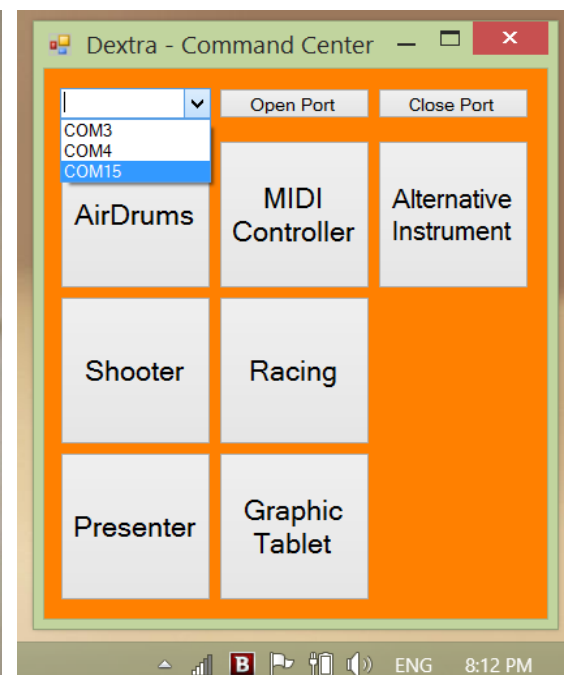 Dextra - Command Center
Open Port
Close Port
COM3
COM4
COM15
AirDrums
MIDI
Controller
Alternative
Instrument
Shooter
Racing
Presenter
Graphic
Tablet
B
ENG
8:12 PM